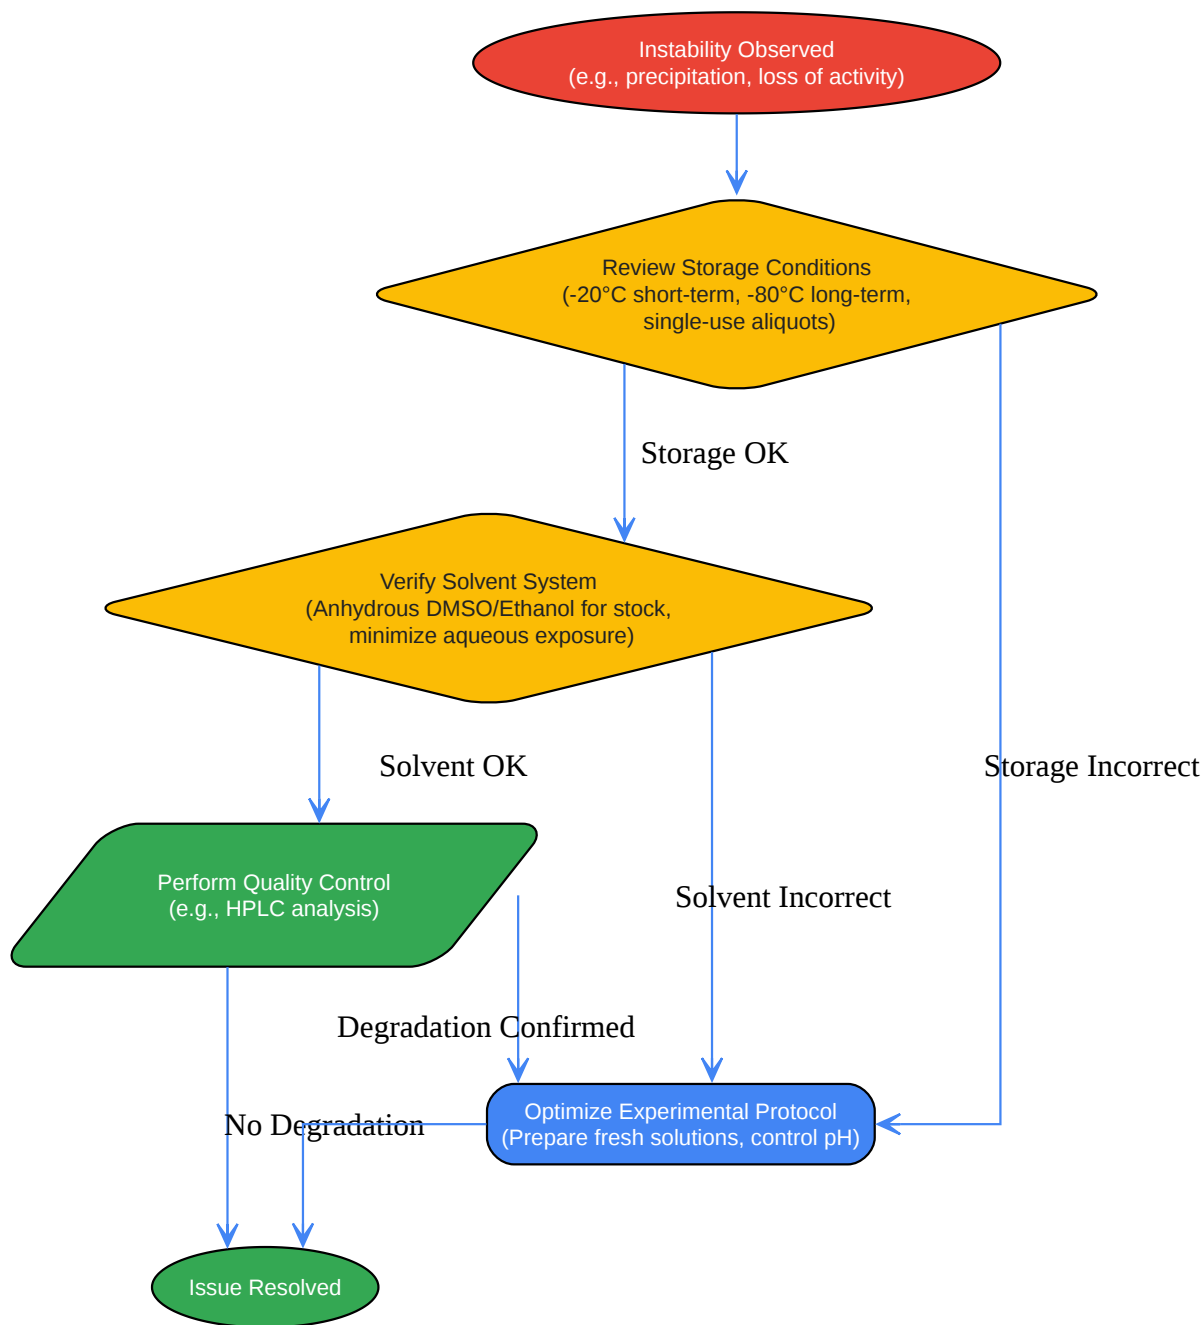 Instability Observed
(e.g., precipitation, loss of activity)
Review Storage Conditions
(-20°C short-term, -80°C long-term,
single-use aliquots)
Storage OK
Verify Solvent System
(Anhydrous DMSO/Ethanol for stock,
minimize aqueous exposure)
Solvent OK
Storage Incorrect
Perform Quality Control
(e.g., HPLC analysis)
Solvent Incorrect
Degradation Confirmed
No Degradation
Optimize Experimental Protocol
(Prepare fresh solutions, control pH)
Issue Resolved